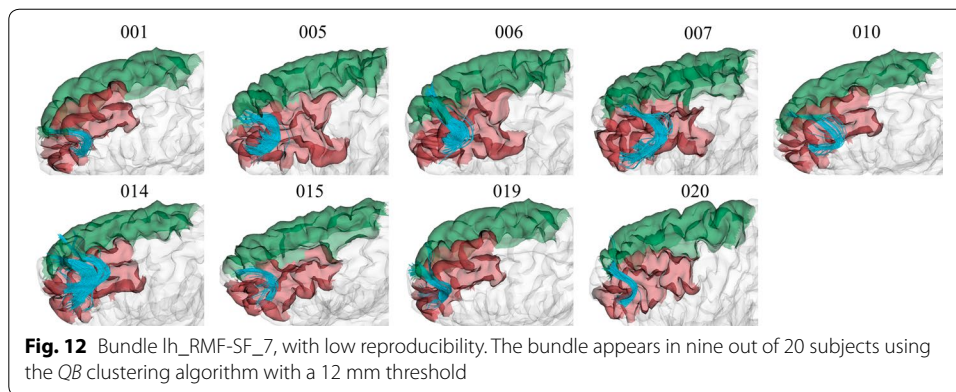 001 005 006 007 010
014 015 019 020
Fig. 12 Bundle lh_RMF-SF_7, with low reproducibility. The bundle appears in nine out of 20 subjects using
the QB clustering algorithm with a 12 mm threshold